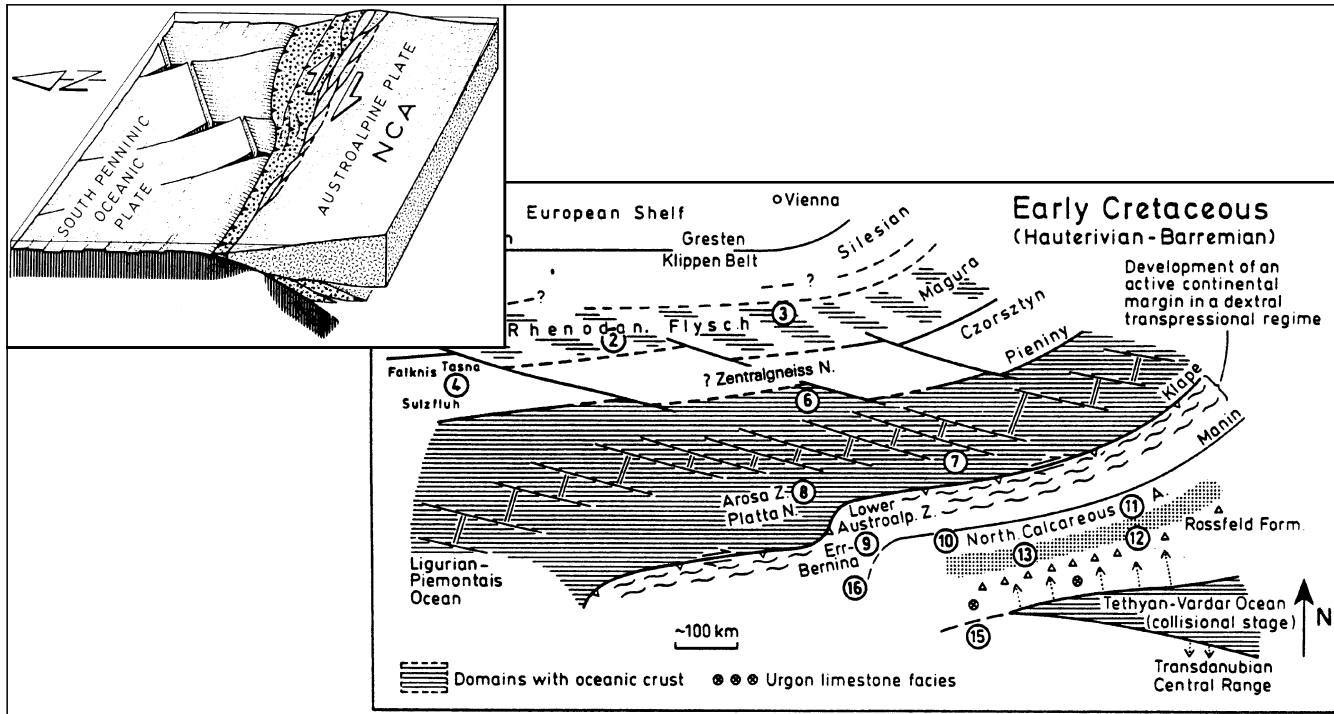 SOUTH PENNINIC
OCEANIC
PLATE
AUSTROALPINE PLATE
NCA
Early Cretaceous
(Hauterivian-Barremian)
Development of an
active continental
margin in a dextral
transpressional regime
European Shelf
Vienna
Gresten
Klippen Belt
Silesian
?
?
Magura
Rhenodan. Flysch
3
2
Czorsztyn
Pieniny
Falknis Tasna
4
Sulzfluh
? Zentralgneiss N.
6
Klape
Manin
7
Arosa Z. 8
Platta N.
Lower
Austroalp. Z.
Err-
Bernina
9
10
North. Calcareous A.
11
12
13
16
Rossfeld Form.
Ligurian-
Piemontais
Ocean
Tethyan-Vardar Ocean
(collisional stage)
15
N
~100 km
Transdanubian
Central Range
Domains with oceanic crust
Urgon limestone facies